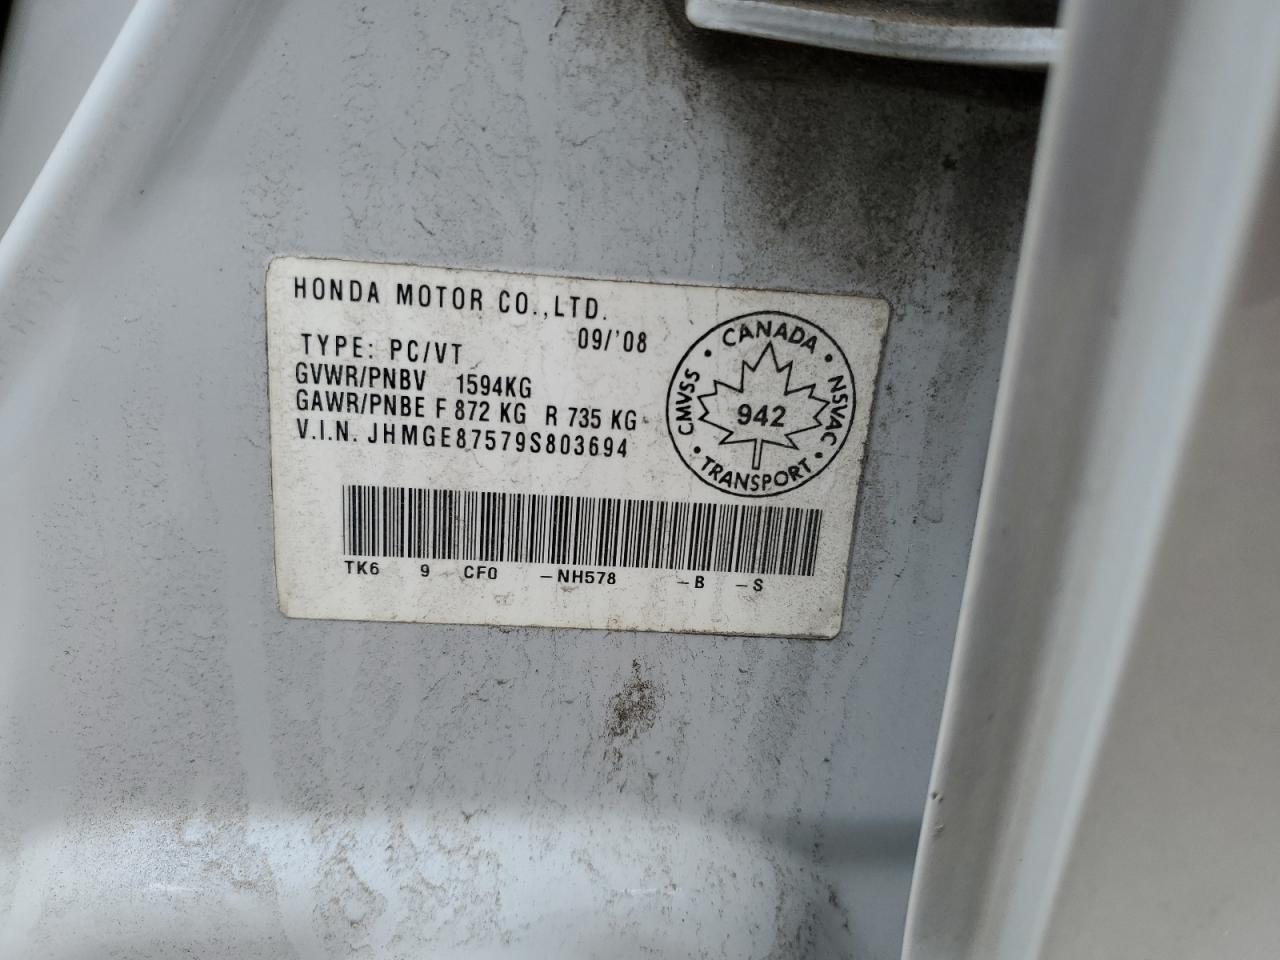 HONDA MOTOR CO.,LTD.
09/'08
TYPE: PC/VT
GVWR/PNBV 1594KG
GAWR/PNBE F 872 KG R 735 KG
V.I.N. JHMGE87579S803694
CANADA
CMVSS
NSVAC
942
TRANSPORT
TK6 9 CF0 -NH578 -B -S